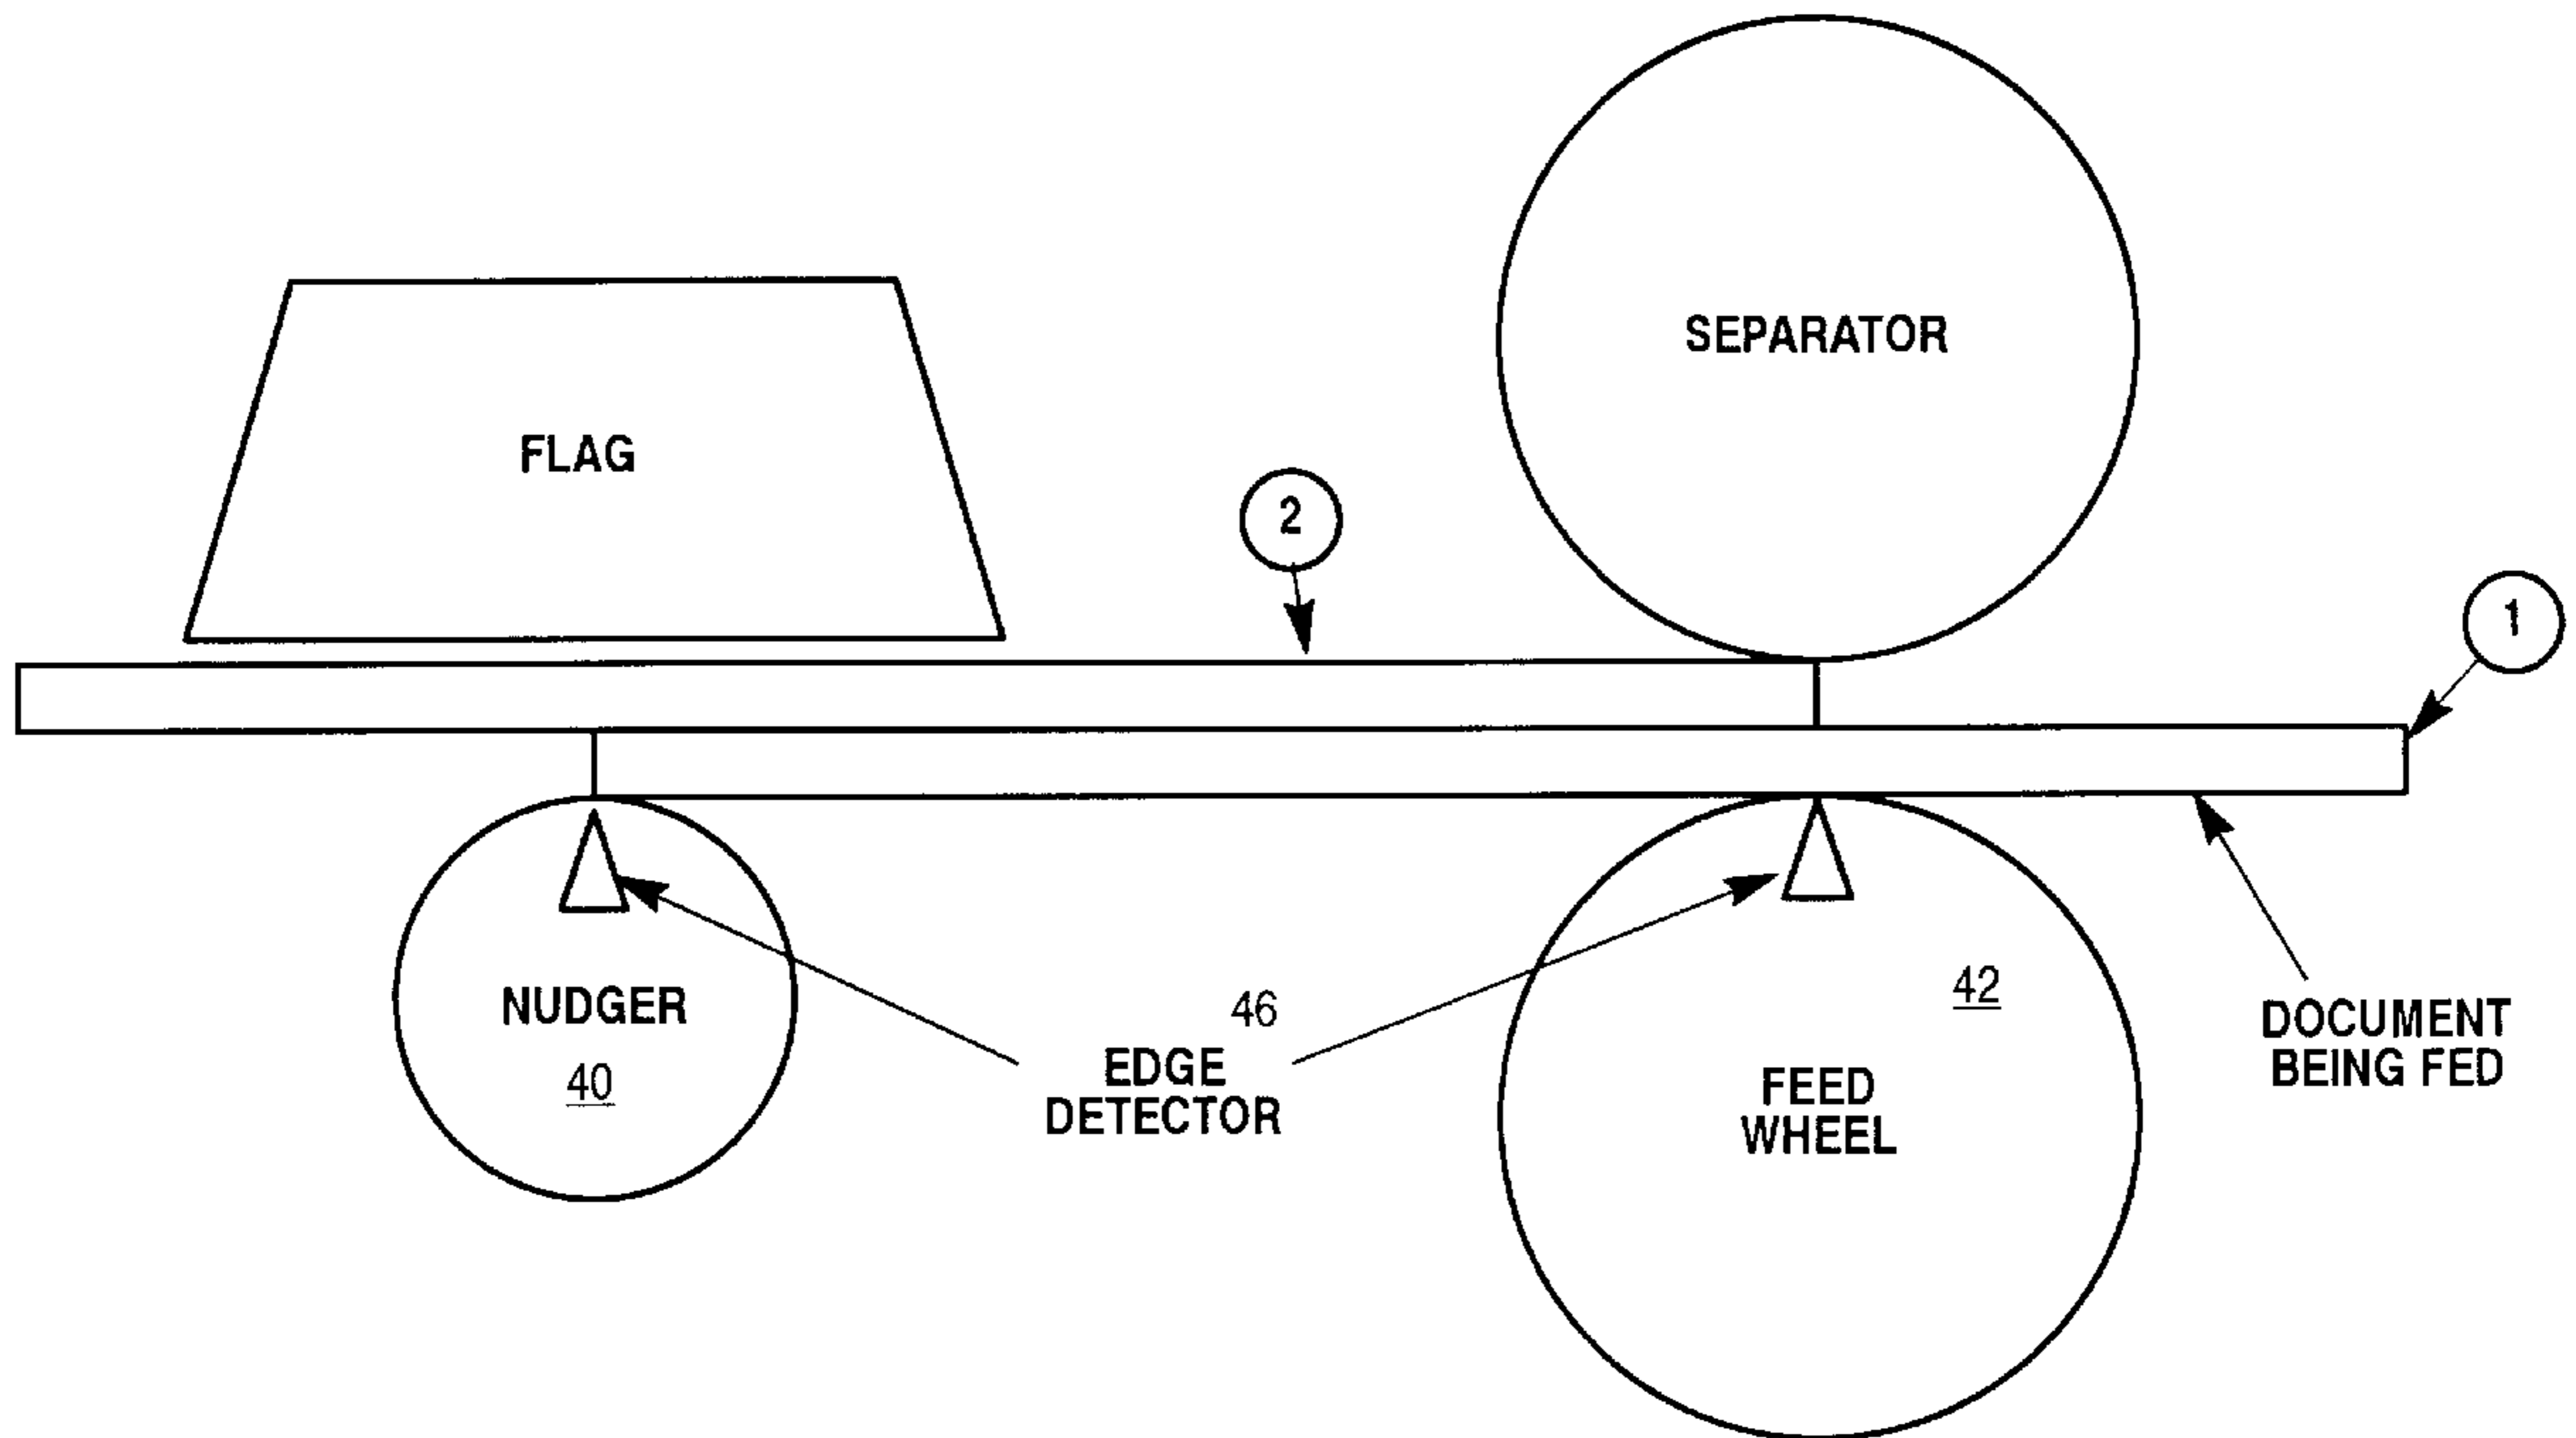 SEPARATOR
FLAG
2
1
42
46
NUDGER
40
EDGE
DETECTOR
FEED
WHEEL
DOCUMENT
BEING FED